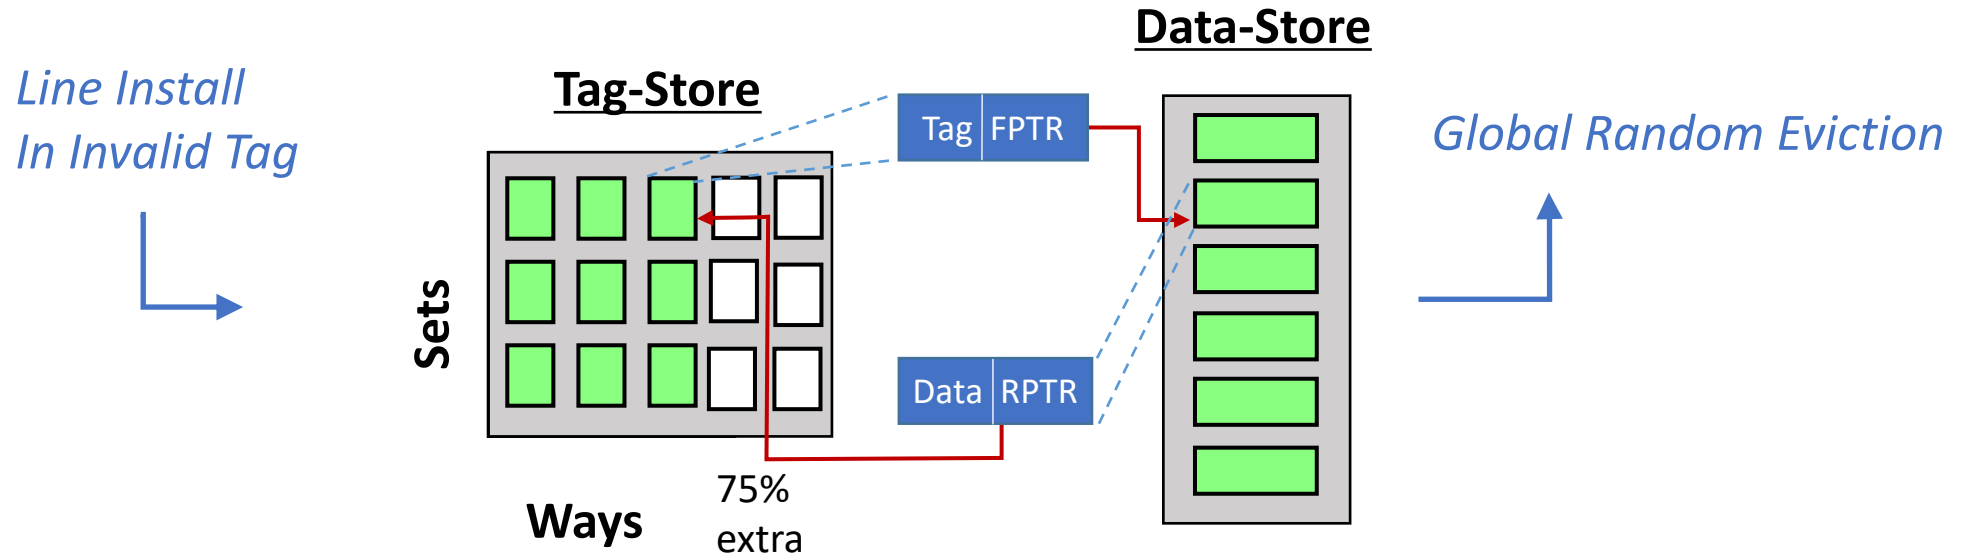 Data-Store
Line Install
In Invalid Tag
Tag-Store
Tag FPTR
Global Random Eviction
Sets
Data RPTR
75%
extra
Ways